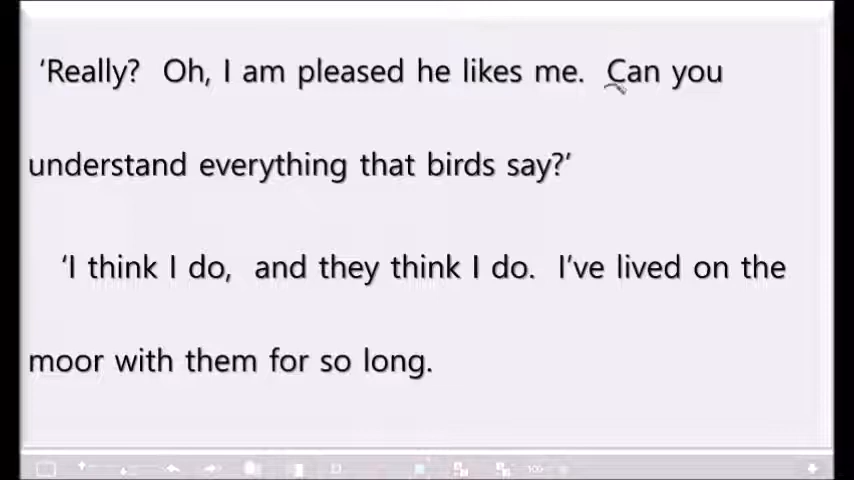 ‘Really? Oh, I am pleased he likes me. Can you
understand everything that birds say?’
‘I think I do, and they think I do. I’ve lived on the
moor with them for so long.